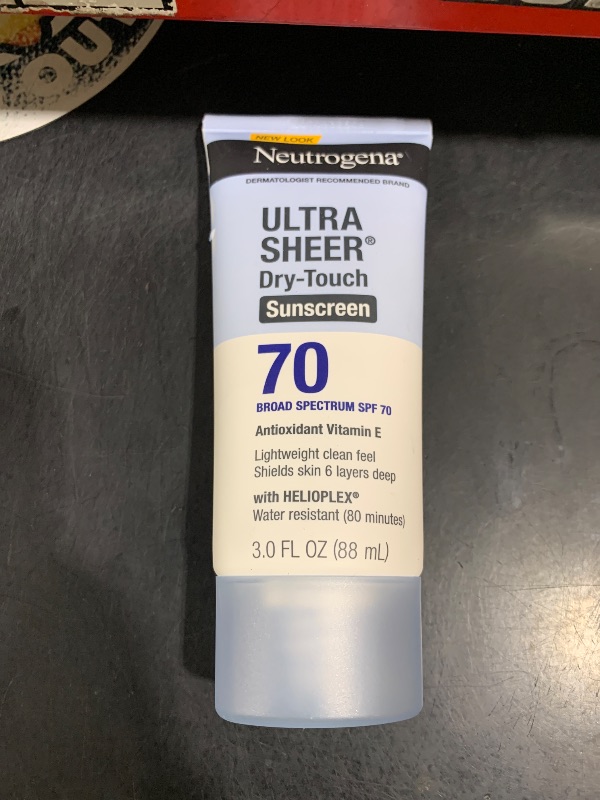 YOU
NEW LOOK
Neutrogena®
DERMATOLOGIST RECOMMENDED BRAND
ULTRA
SHEER®
Dry-Touch
Sunscreen
70
BROAD SPECTRUM SPF 70
Antioxidant Vitamin E
Lightweight clean feel
Shields skin 6 layers deep
with HELIOPLEX®
Water resistant (80 minutes)
3.0 FL OZ (88 mL)